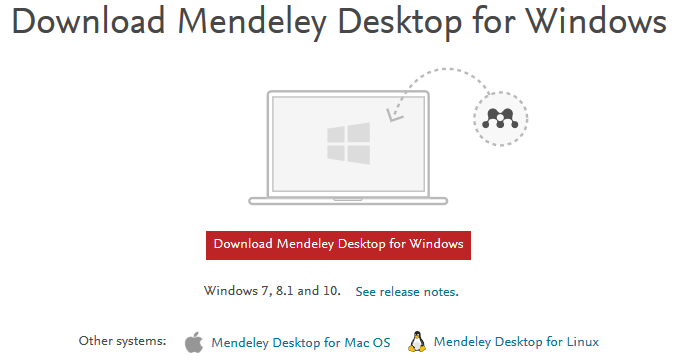 Download Mendeley Desktop for Windows
Download Mendeley Desktop for Windows
Windows 7, 8.1 and 10. See release notes.
Other systems: Mendeley Desktop for Mac OS Mendeley Desktop for Linux